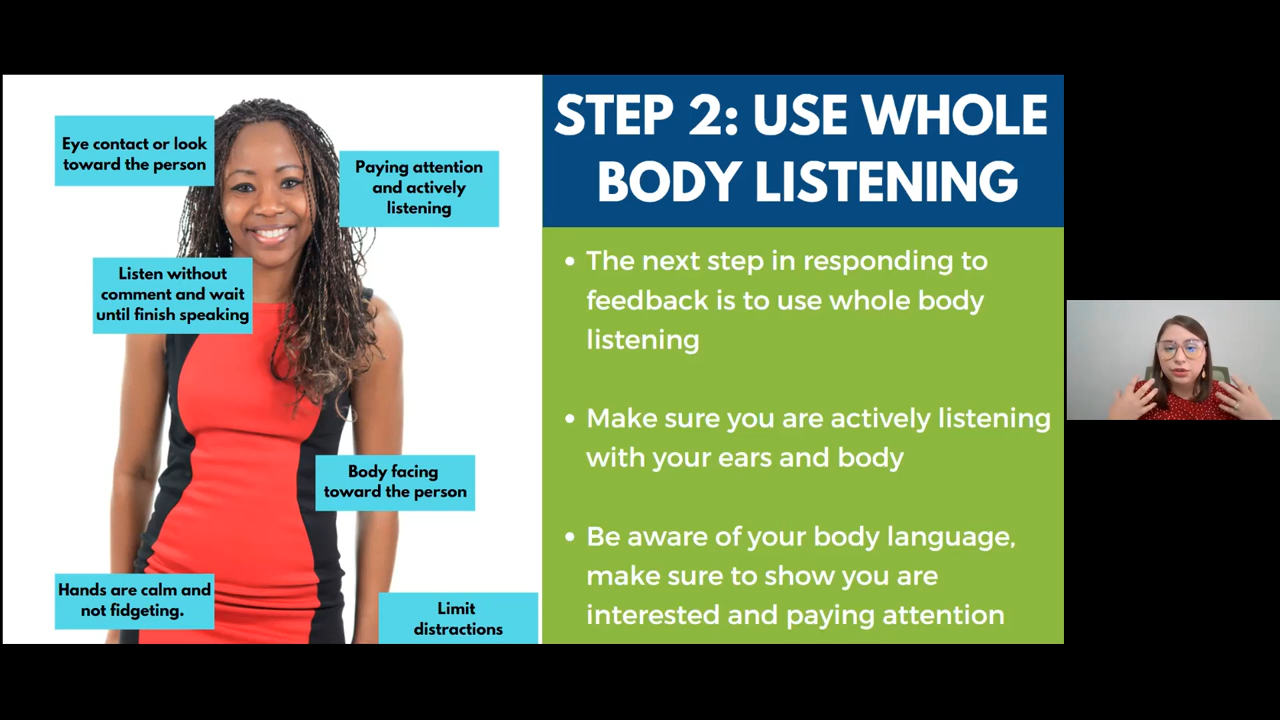 STEP 2: USE WHOLE
BODY LISTENING
Eye contact or look
toward the person
Paying attention
and actively
listening
Listen without
comment and wait
until finish speaking
Body facing
toward the person
Hands are calm and
not fidgeting.
Limit
distractions
• The next step in responding to
feedback is to use whole body
listening
• Make sure you are actively listening
with your ears and body
• Be aware of your body language,
make sure to show you are
interested and paying attention